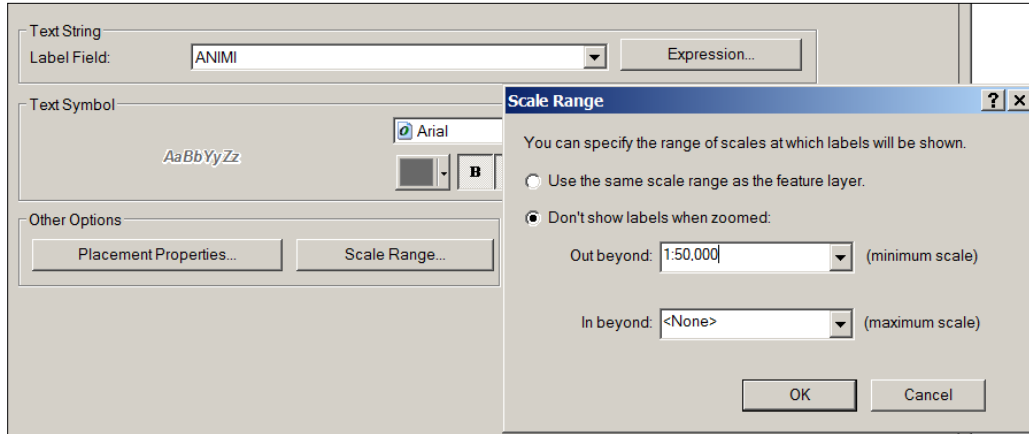 Text String
Label Field: ANIMI Expression...
Text Symbol
AaBbYyZz
Arial
B
Other Options
Placement Properties... Scale Range...
Scale Range
You can specify the range of scales at which labels will be shown.
Use the same scale range as the feature layer.
Don't show labels when zoomed:
Out beyond: 1:50,000 (minimum scale)
In beyond: <None> (maximum scale)
OK Cancel